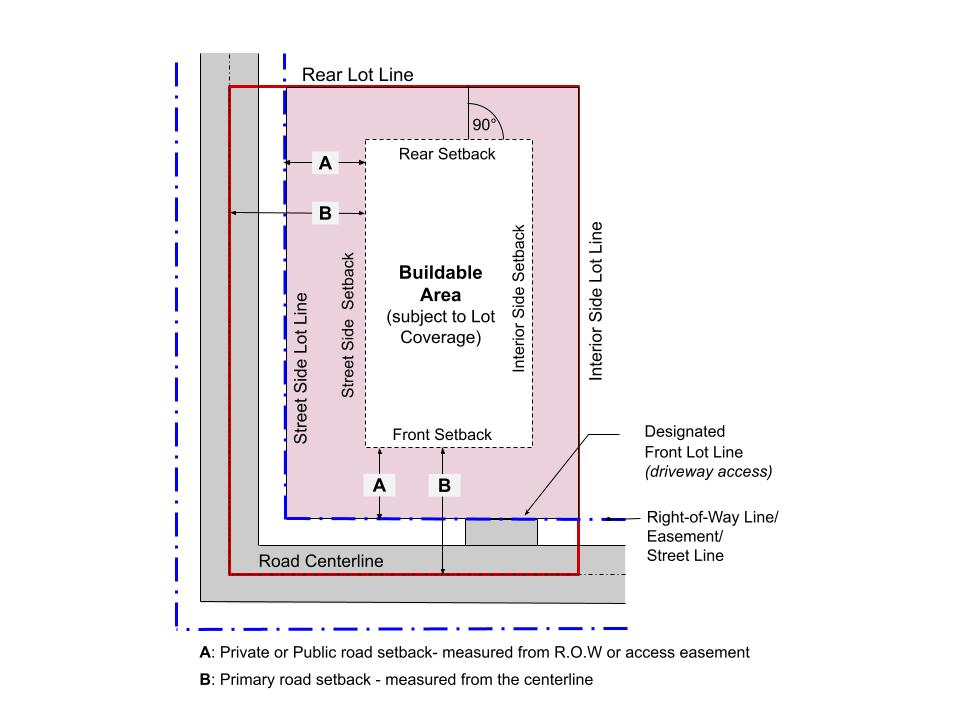 Rear Lot Line
90°
Rear Setback
A
B
Buildable
Area
(subject to Lot
Coverage)
Street Side Lot Line
Street Side  Setback
Interior Side Setback
Interior Side Lot Line
Front Setback
A
B
Designated
Front Lot Line
(driveway access)
Right-of-Way Line/
Easement/
Street Line
Road Centerline
A: Private or Public road setback- measured from R.O.W or access easement
B: Primary road setback - measured from the centerline